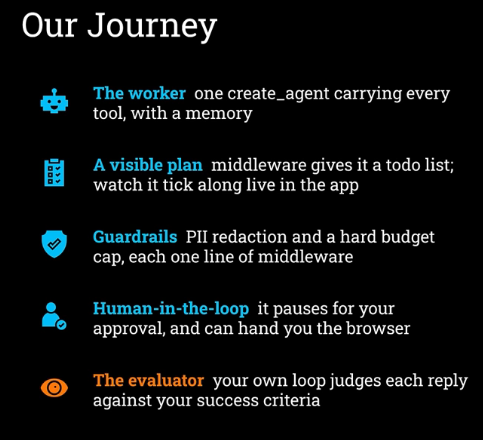 Our Journey
The worker one create_agent carrying every
tool, with a memory
A visible plan middleware gives it a todo list;
watch it tick along live in the app
Guardrails PII redaction and a hard budget
cap, each one line of middleware
Human-in-the-loop it pauses for your
approval, and can hand you the browser
The evaluator your own loop judges each reply
against your success criteria